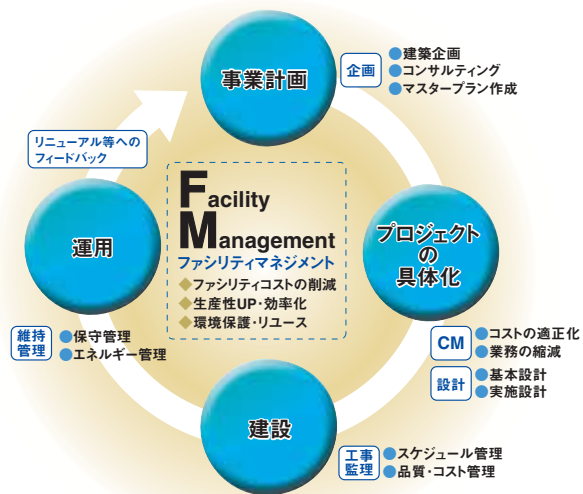 事業計画
企画
●建築企画
●コンサルティング
●マスタープラン作成
リニューアル等への
フィードバック
Facility
Management
ファシリティマネジメント
◆ファシリティコストの削減
◆生産性UP・効率化
◆環境保護・リユース
運用
プロジェクト
の
具体化
維持
管理
●保守管理
●エネルギー管理
CM
●コストの適正化
●業務の縮減
設計
●基本設計
●実施設計
建設
工事
監理
●スケジュール管理
●品質・コスト管理